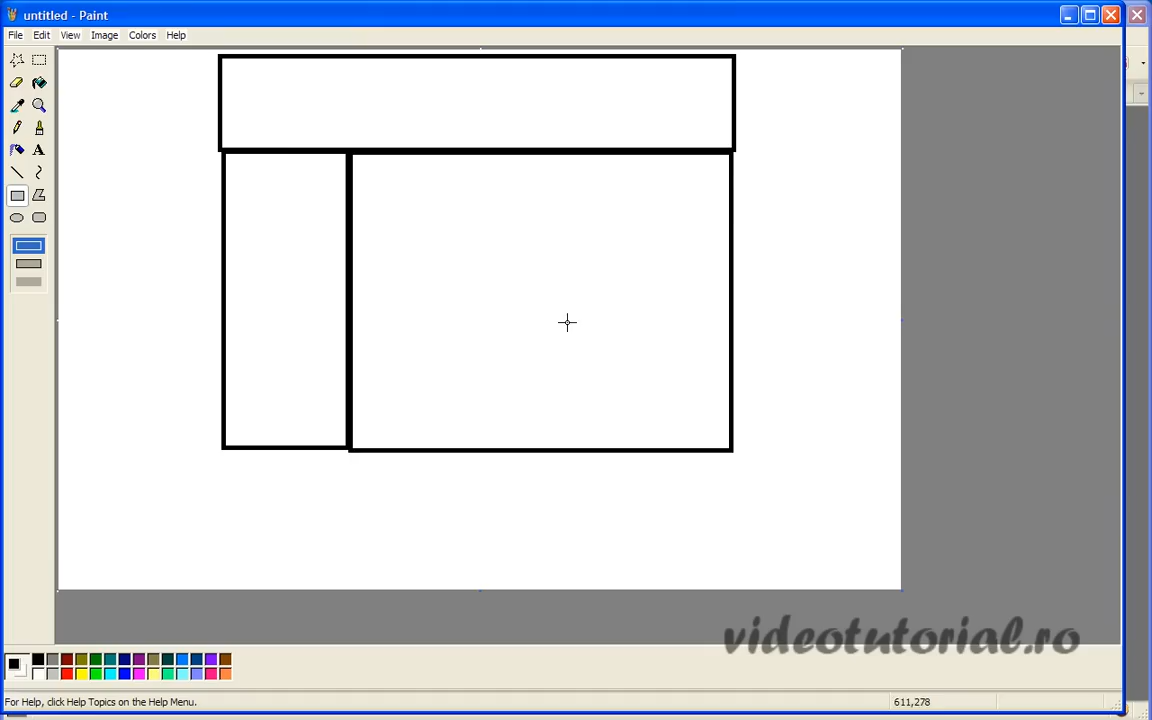 untitled - Paint
File Edit View Image Colors Help
A
videotutorial.ro
For Help, click Help Topics on the Help Menu. 611,278